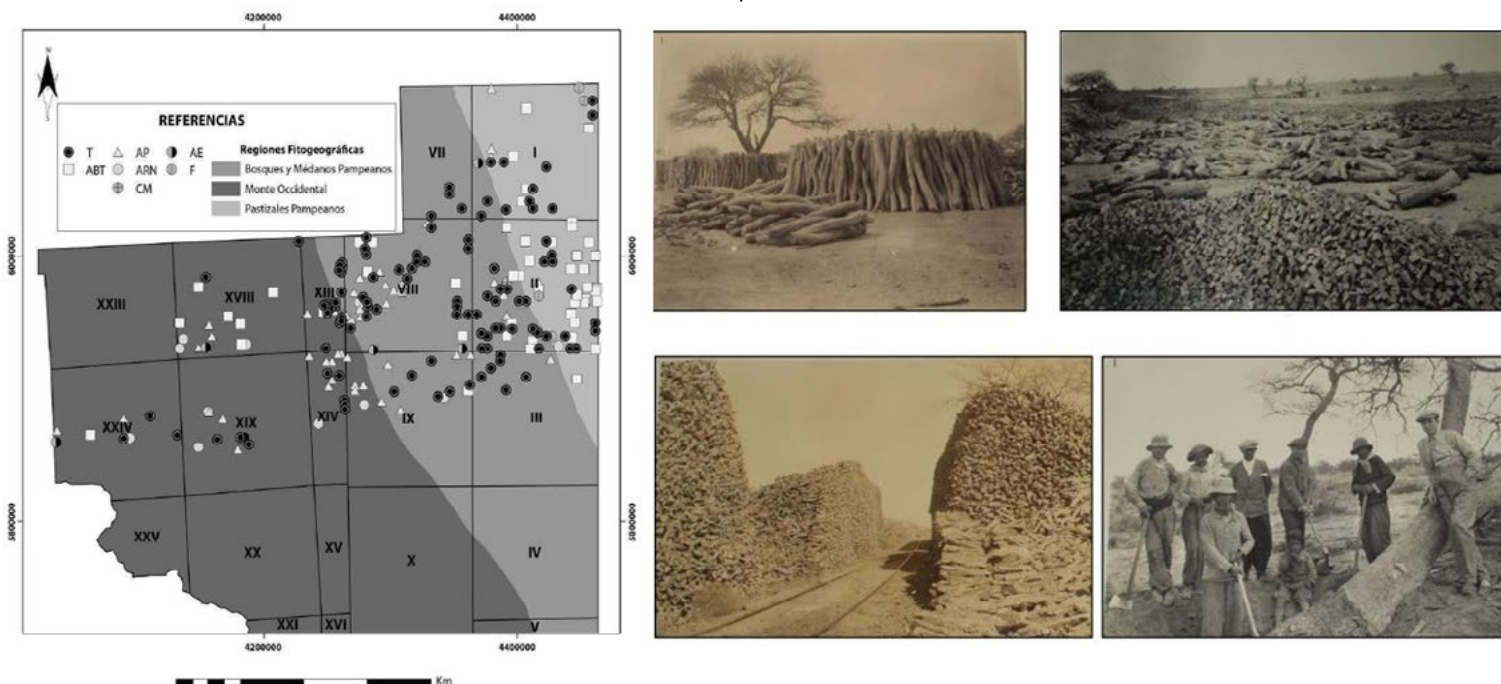 4200000 4400000
N
REFERENCIAS
T AP AE
ABT ARN F
CM
Regiones Fitogeográficas
Bosques y Médanos Pampeanos
Monte Occidental
Pastizales Pampeanos
6000000 6000000
VII I
XXIII XVIII XIII VIII II
XXIV XIX XIV IX III
5800000 5800000
XXV XX XV X IV
XXI XVI V
4200000 4400000
Km